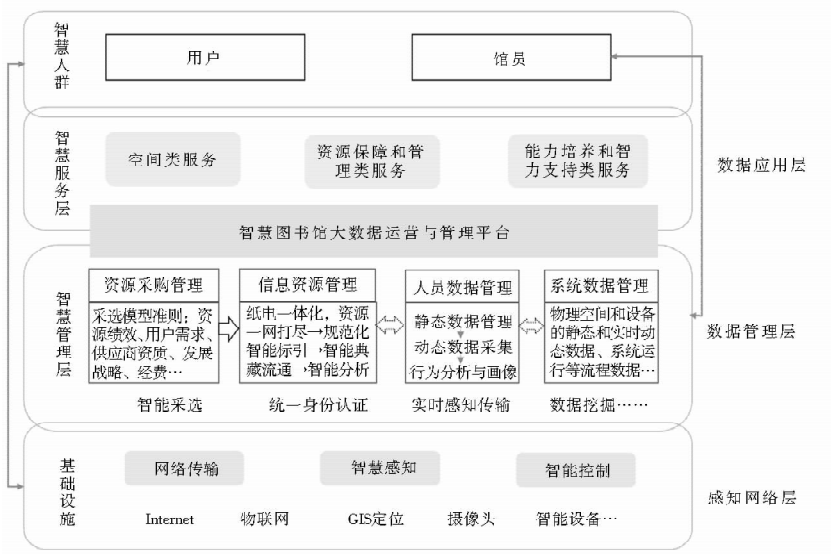 智慧人群
用户
馆员
智慧服务层
空间类服务
资源保障和管
理类服务
能力培养和智
力支持类服务
数据应用层
智慧图书馆大数据运营与管理平台
智慧管理层
资源采购管理
采选模型准则：资
源绩效、用户需求、
供应商资质、发展
战略、经费…
信息资源管理
纸电一体化，资源
一网打尽→规范化
智能标引→智能典
藏流通→智能分析
人员数据管理
静态数据管理
动态数据采集
行为分析与画像
系统数据管理
物理空间和设备
的静态和实时动
态数据、系统运
行等流程数据…
数据管理层
智能采选
统一身份认证
实时感知传输
数据挖掘……
基础设施
网络传输
智慧感知
智能控制
感知网络层
Internet
物联网
GIS定位
摄像头
智能设备…